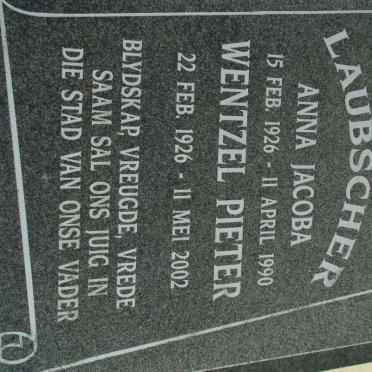 LAUBSCHER
ANNA JACOBA
15 FEB. 1926 - 11 APRIL 1990
WENTZEL PIETER
22 FEB. 1926 - 11 MEI 2002
BLYDSKAP, VREUGDE, VREDE
SAAM SAL ONS JUIG IN
DIE STAD VAN ONSE VADER